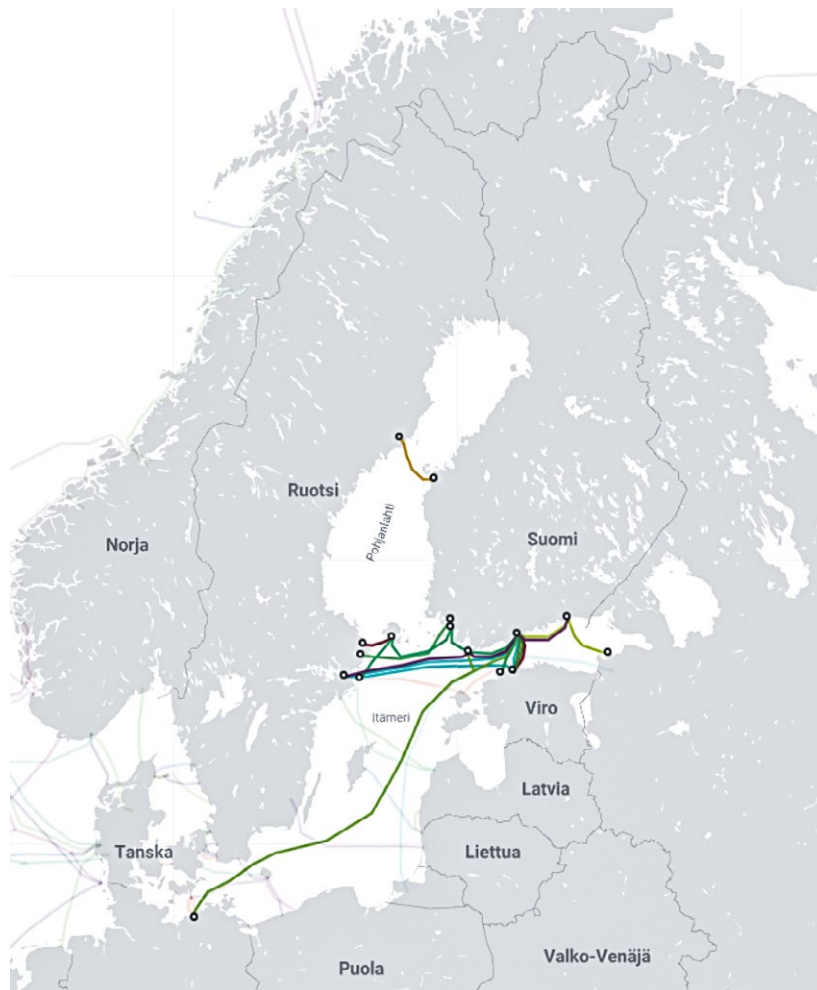 Ruotsi
Pohjanlahti
Norja
Suomi
Viro
Itämeri
Latvia
Tanska
Liettua
Valko-Venäjä
Puola